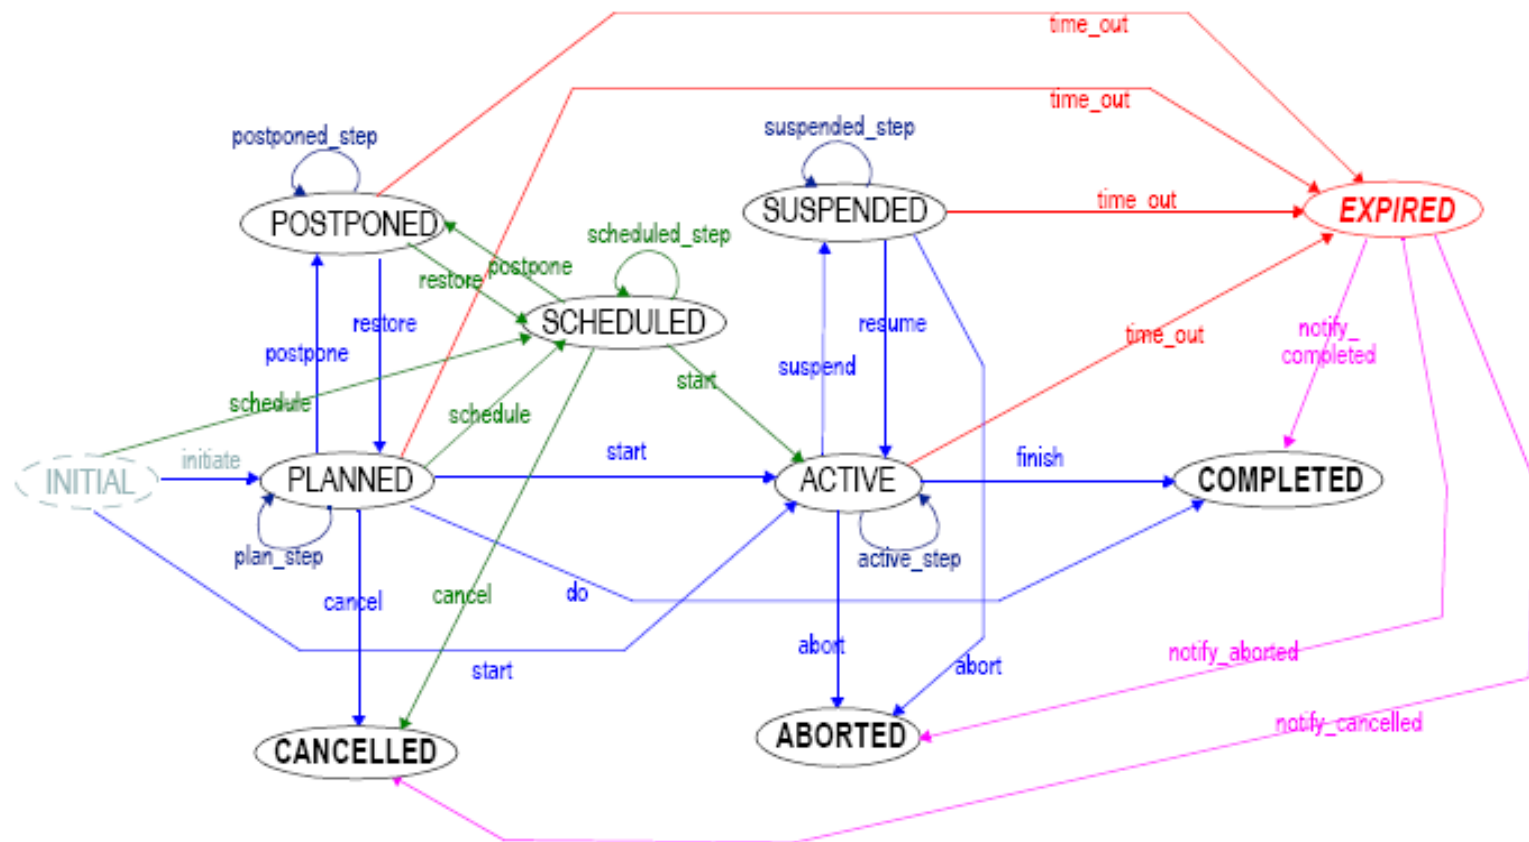 time_out
time_out
postponed_step
suspended_step
POSTPONED
SUSPENDED
time_out
EXPIRED
scheduled_step
postpone
restore
SCHEDULED
restore
resume
notify_
completed
time_out
postpone
suspend
start
schedule
schedule
initiate
start
finish
INITIAL
PLANNED
ACTIVE
COMPLETED
plan_step
active_step
cancel
cancel
do
abort
notify_aborted
start
abort
notify_cancelled
CANCELLED
ABORTED